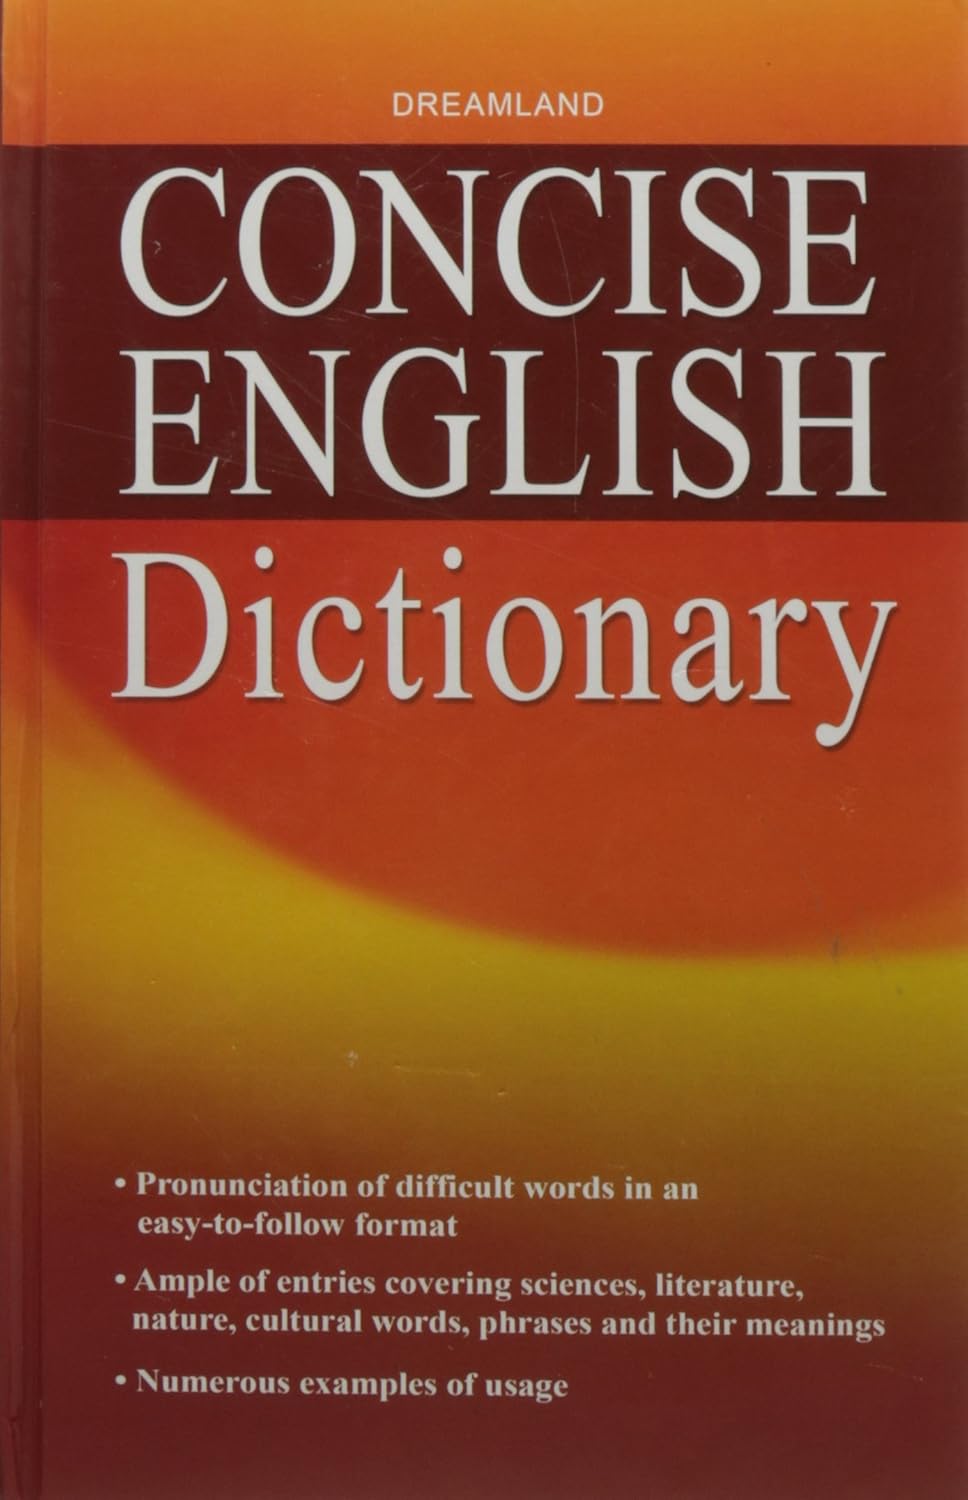 DREAMLAND
CONCISE
ENGLISH
Dictionary
• Pronunciation of difficult words in an
easy-to-follow format
• Ample of entries covering sciences, literature,
nature, cultural words, phrases and their meanings
• Numerous examples of usage